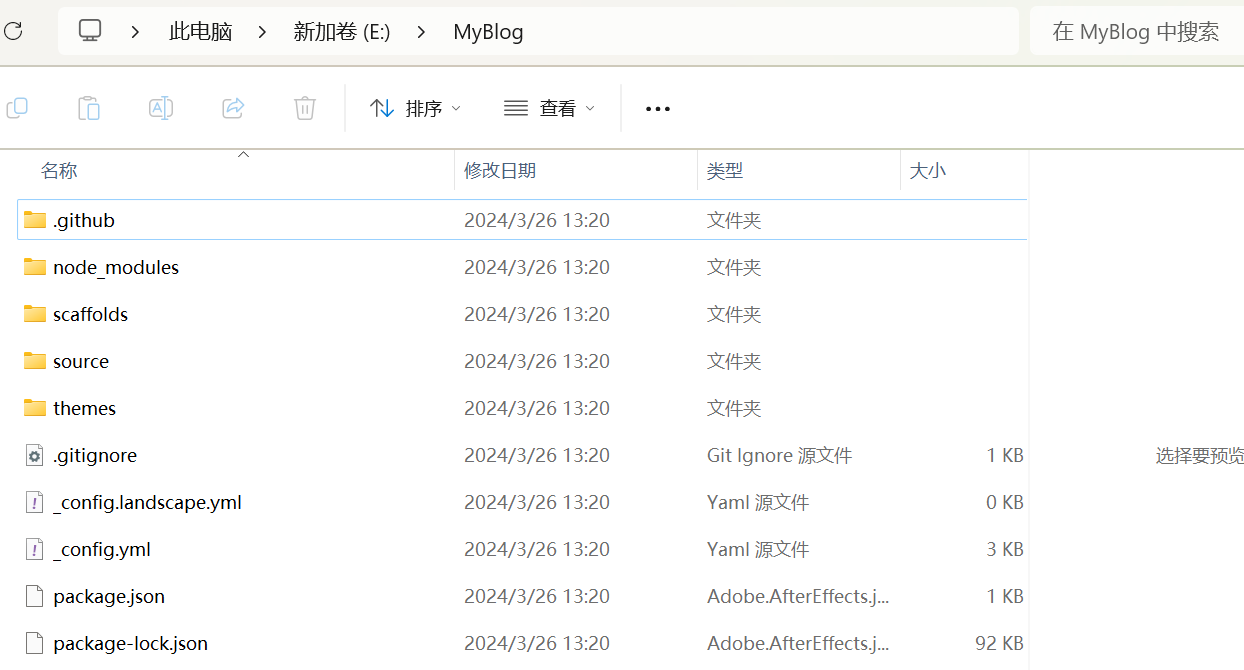 此电脑 新加卷 (E:) MyBlog 在 MyBlog 中搜索
排序 查看
名称 修改日期 类型 大小
.github 2024/3/26 13:20 文件夹
node_modules 2024/3/26 13:20 文件夹
scaffolds 2024/3/26 13:20 文件夹
source 2024/3/26 13:20 文件夹
themes 2024/3/26 13:20 文件夹
.gitignore 2024/3/26 13:20 Git Ignore 源文件 1 KB 选择要预览
_config.landscape.yml 2024/3/26 13:20 Yaml 源文件 0 KB
_config.yml 2024/3/26 13:20 Yaml 源文件 3 KB
package.json 2024/3/26 13:20 Adobe.AfterEffects.j... 1 KB
package-lock.json 2024/3/26 13:20 Adobe.AfterEffects.j... 92 KB